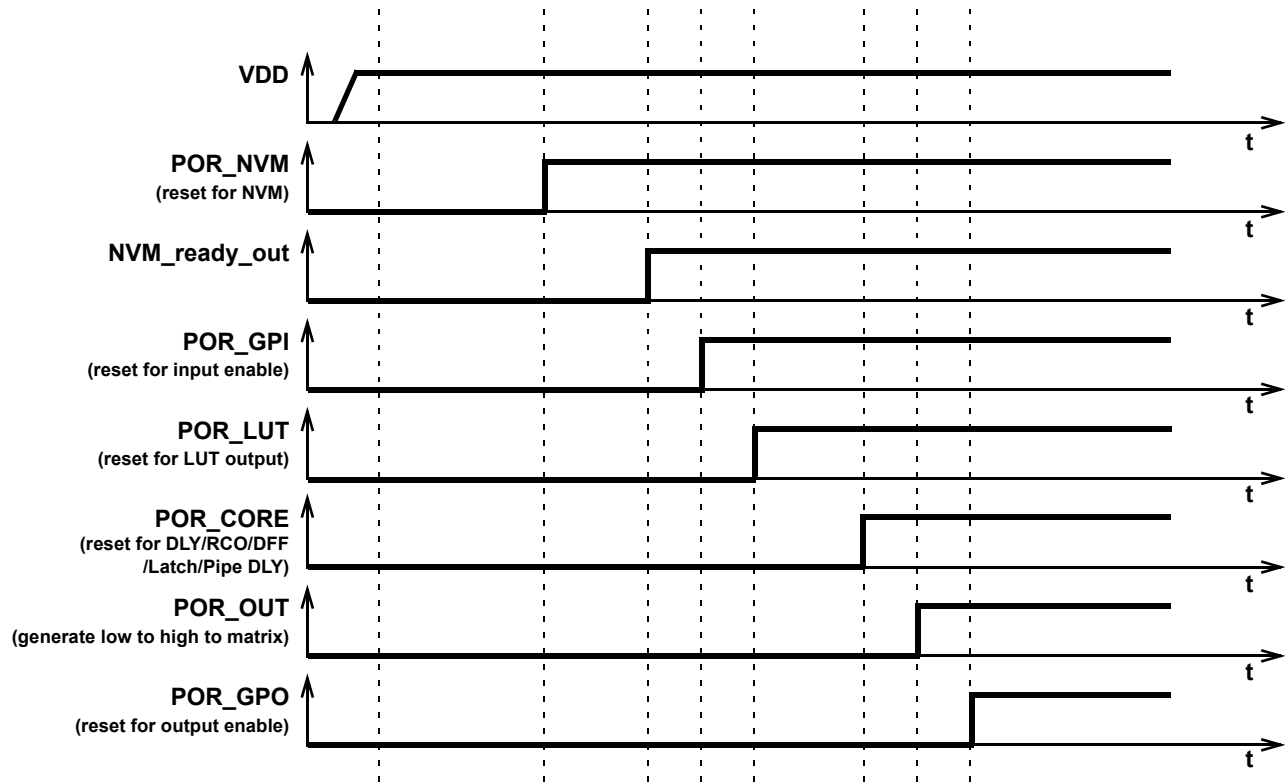 VDD
t
POR_NVM
(reset for NVM)
t
NVM_ready_out
t
POR_GPI
(reset for input enable)
t
POR_LUT
(reset for LUT output)
t
POR_CORE
(reset for DLY/RCO/DFF
/Latch/Pipe DLY)
t
POR_OUT
(generate low to high to matrix)
t
POR_GPO
(reset for output enable)
t